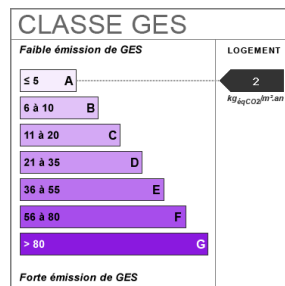 CLASSE GES
Faible émission de GES
LOGEMENT
≤ 5 A
2
kgéqCO2/m².an
6 à 10 B
11 à 20 C
21 à 35 D
36 à 55 E
56 à 80 F
> 80 G
Forte émission de GES